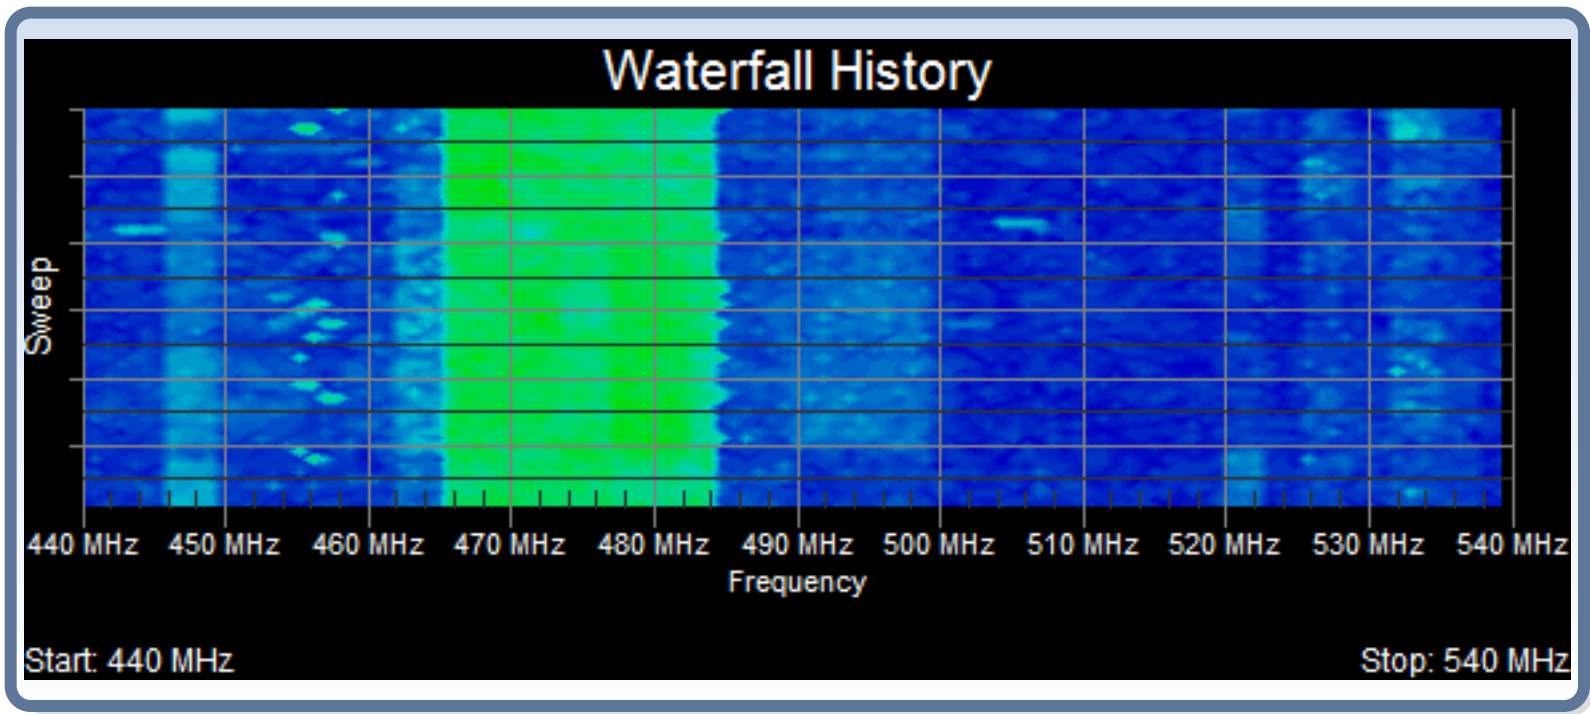 Waterfall History
Sweep
440 MHz 450 MHz 460 MHz 470 MHz 480 MHz 490 MHz 500 MHz 510 MHz 520 MHz 530 MHz 540 MHz
Frequency
Start: 440 MHz Stop: 540 MHz